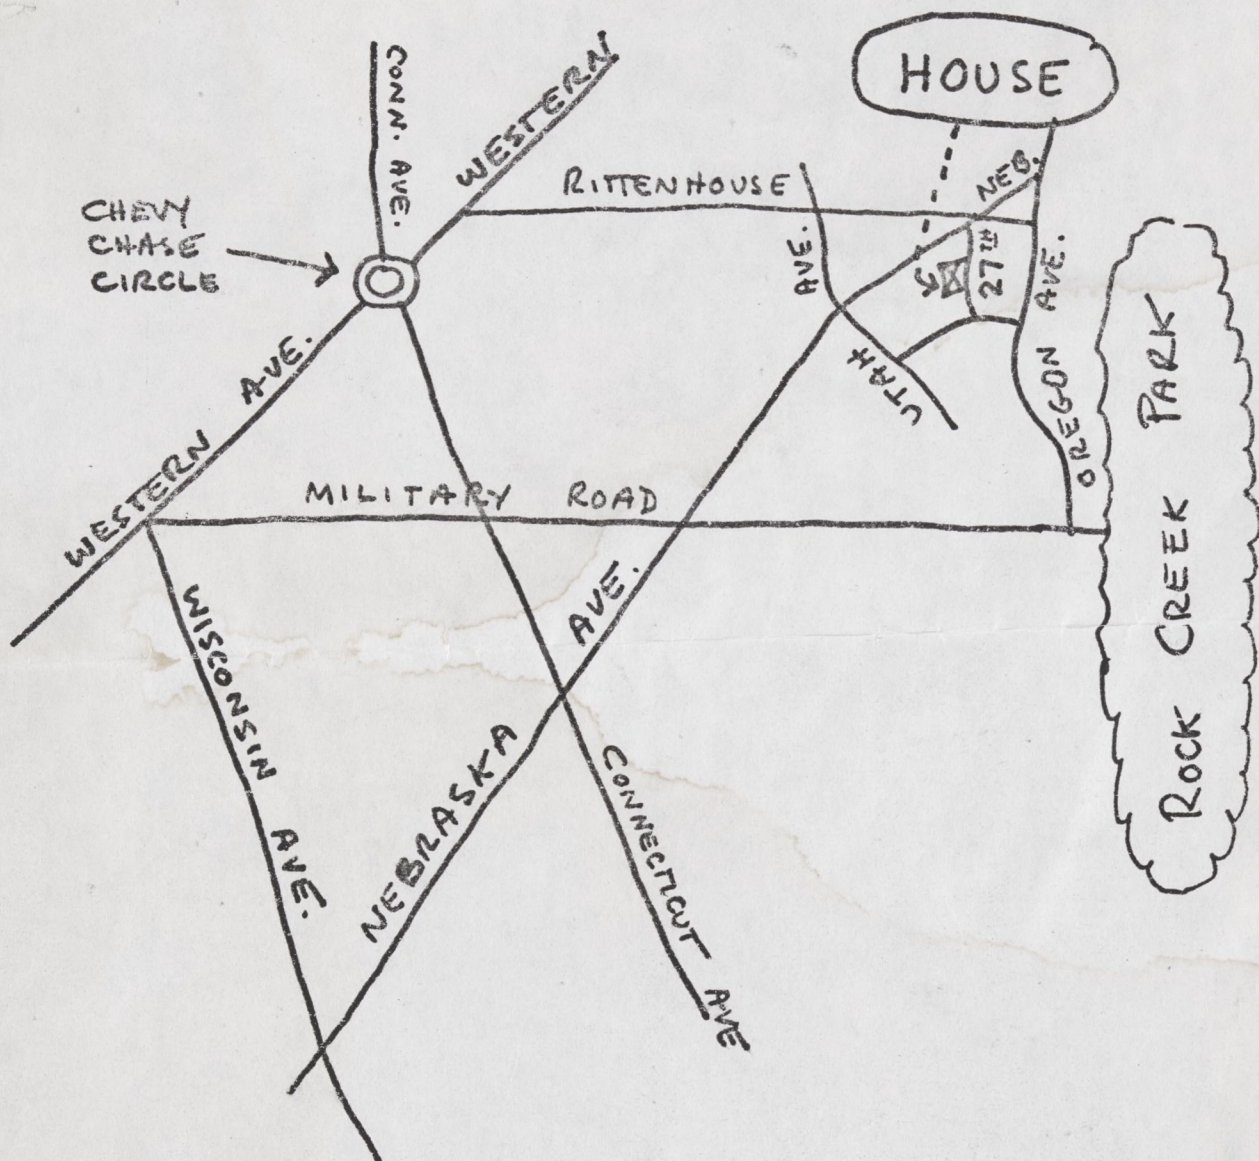 HOUSE
CONN. AVE.
WESTERN
RITTENHOUSE
NEB.
CHEVY
CHASE
CIRCLE
AVE.
27TH
AVE.
OREGON
UTAH
WESTERN AVE.
MILITARY ROAD
ROCK CREEK PARK
WISCONSIN AVE.
NEBRASKA AVE.
CONNECTICUT AVE